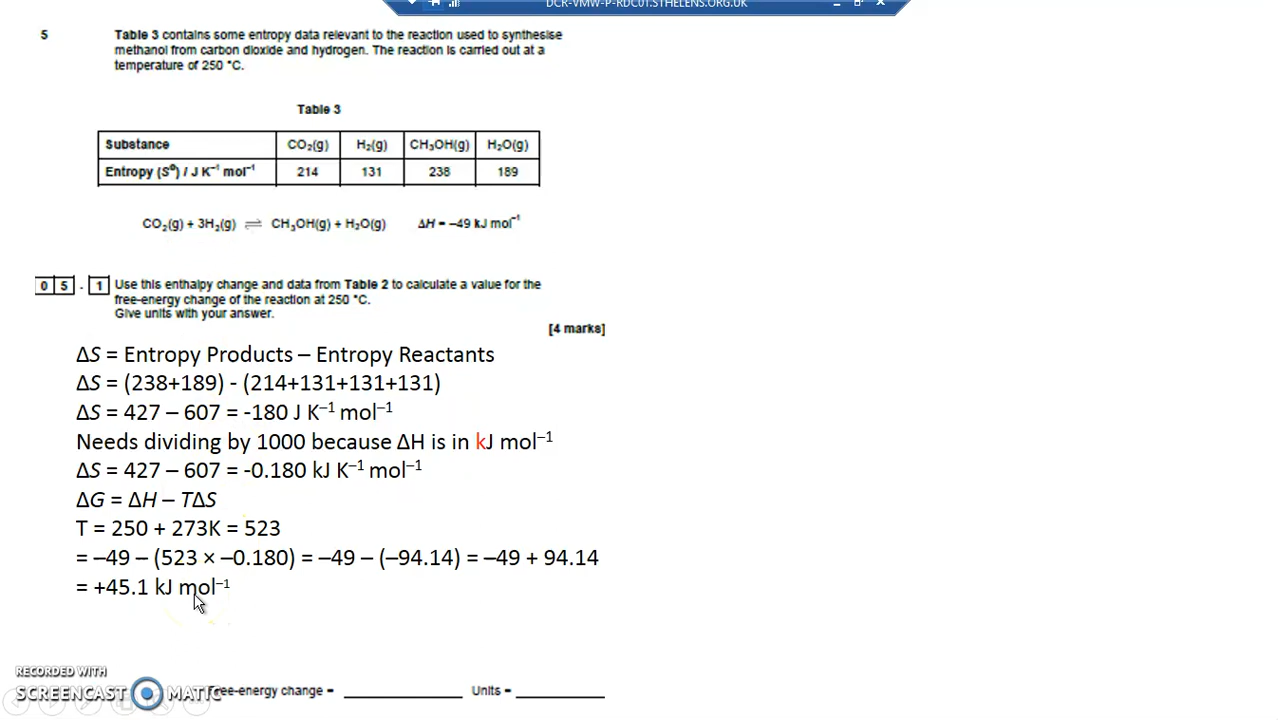 DCR-VMW-P-RDC01.STHELENS.ORG.UK
5 Table 3 contains some entropy data relevant to the reaction used to synthesise
methanol from carbon dioxide and hydrogen. The reaction is carried out at a
temperature of 250 °C.
Table 3
Substance CO₂(g) H₂(g) CH₃OH(g) H₂O(g)
Entropy (S⁰) / J K⁻¹ mol⁻¹ 214 131 238 189
CO₂(g) + 3H₂(g) ⇌ CH₃OH(g) + H₂O(g) ΔH = –49 kJ mol⁻¹
0 5 . 1 Use this enthalpy change and data from Table 2 to calculate a value for the
free-energy change of the reaction at 250 °C.
Give units with your answer.
[4 marks]
ΔS = Entropy Products – Entropy Reactants
ΔS = (238+189) - (214+131+131+131)
ΔS = 427 – 607 = -180 J K⁻¹ mol⁻¹
Needs dividing by 1000 because ΔH is in kJ mol⁻¹
ΔS = 427 – 607 = -0.180 kJ K⁻¹ mol⁻¹
ΔG = ΔH – TΔS
T = 250 + 273K = 523
= –49 – (523 × –0.180) = –49 – (–94.14) = –49 + 94.14
= +45.1 kJ mol⁻¹
RECORDED WITH
SCREENCAST MATIC
Free-energy change = ____________ Units = _________